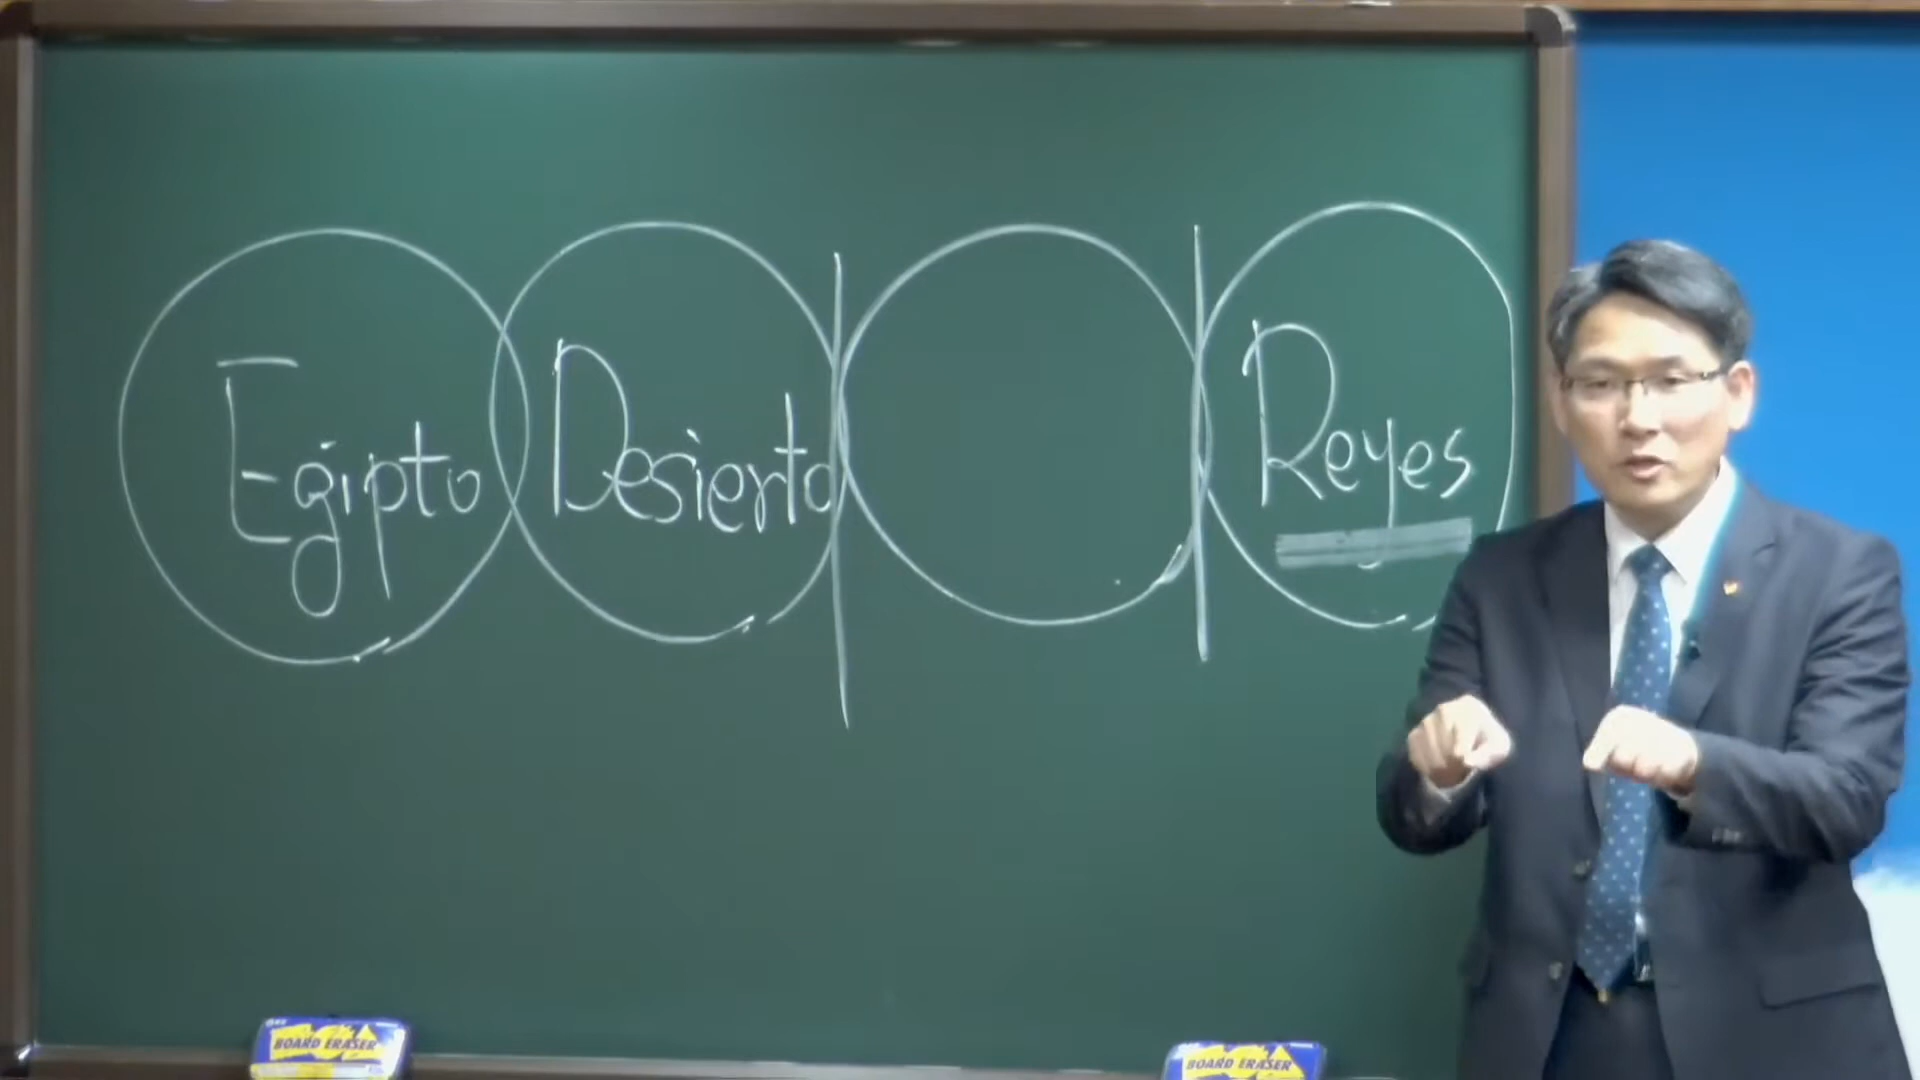 Egipto
Desierto
Reyes
BOARD ERASER
BOARD ERASER